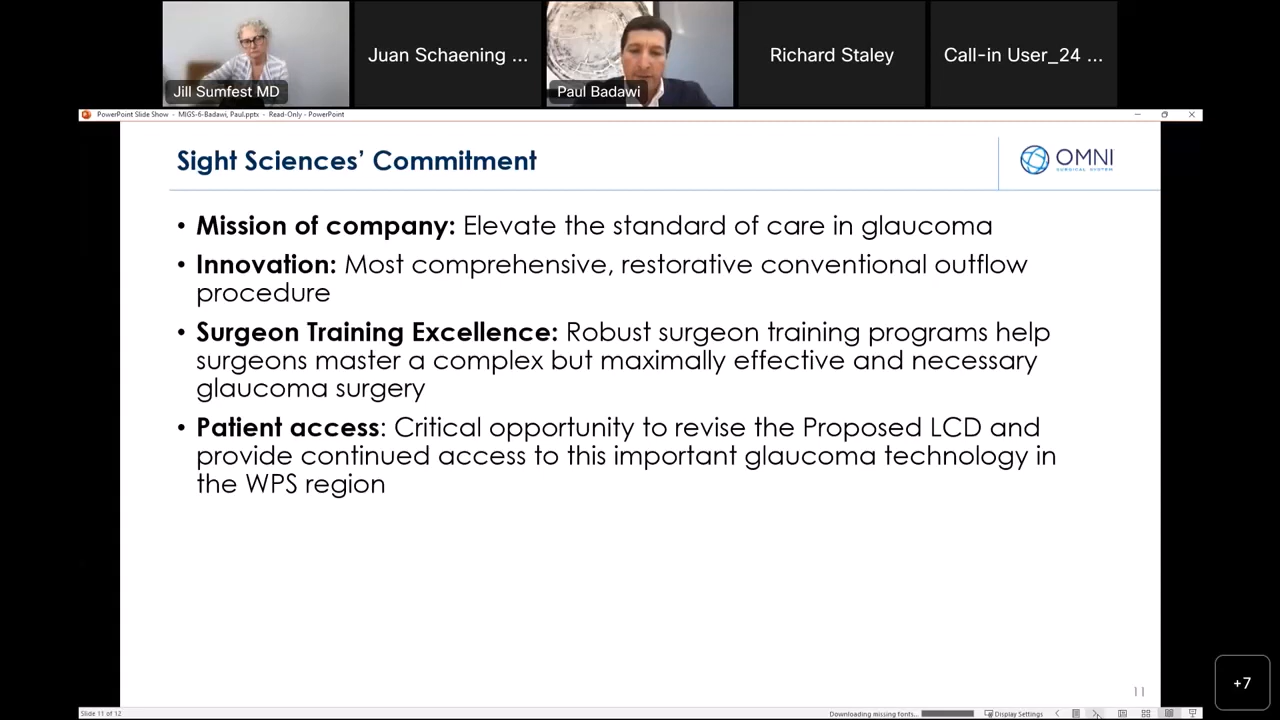 Jill Sumfest MD
Juan Schaening ...
Paul Badawi
Richard Staley
Call-in User_24 ...
PowerPoint Slide Show - MIGS-6-Badawi, Paul.pptx - Read-Only - PowerPoint
Sight Sciences’ Commitment
OMNI
SURGICAL SYSTEM
• Mission of company: Elevate the standard of care in glaucoma
• Innovation: Most comprehensive, restorative conventional outflow
procedure
• Surgeon Training Excellence: Robust surgeon training programs help
surgeons master a complex but maximally effective and necessary
glaucoma surgery
• Patient access: Critical opportunity to revise the Proposed LCD and
provide continued access to this important glaucoma technology in
the WPS region
11
+7
Slide 11 of 12
Downloading missing fonts...
Display Settings